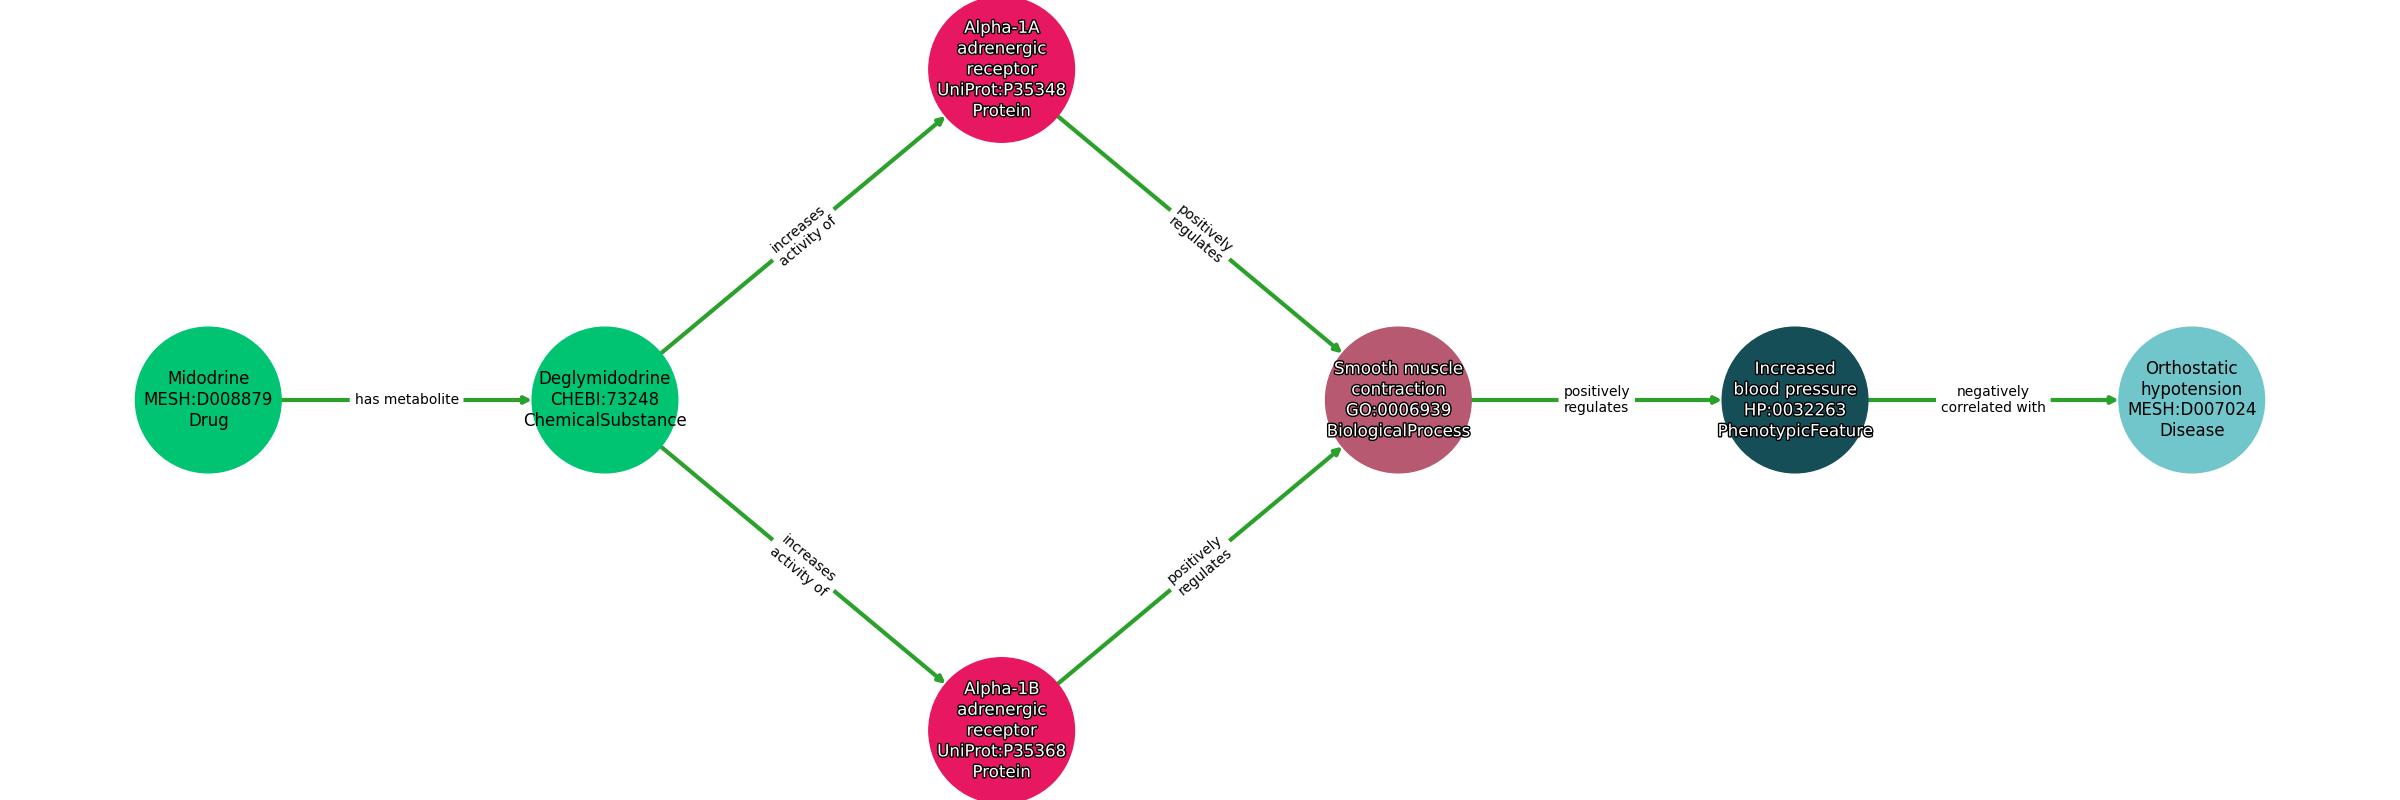 Alpha-1A
adrenergic
receptor
UniProt:P35348
Protein
increases
activity of
positively
regulates
Midodrine
MESH:D008879
Drug
has metabolite
Deglymidodrine
CHEBI:73248
ChemicalSubstance
Smooth muscle
contraction
GO:0006939
BiologicalProcess
positively
regulates
Increased
blood pressure
HP:0032263
PhenotypicFeature
negatively
correlated with
Orthostatic
hypotension
MESH:D007024
Disease
increases
activity of
positively
regulates
Alpha-1B
adrenergic
receptor
UniProt:P35368
Protein